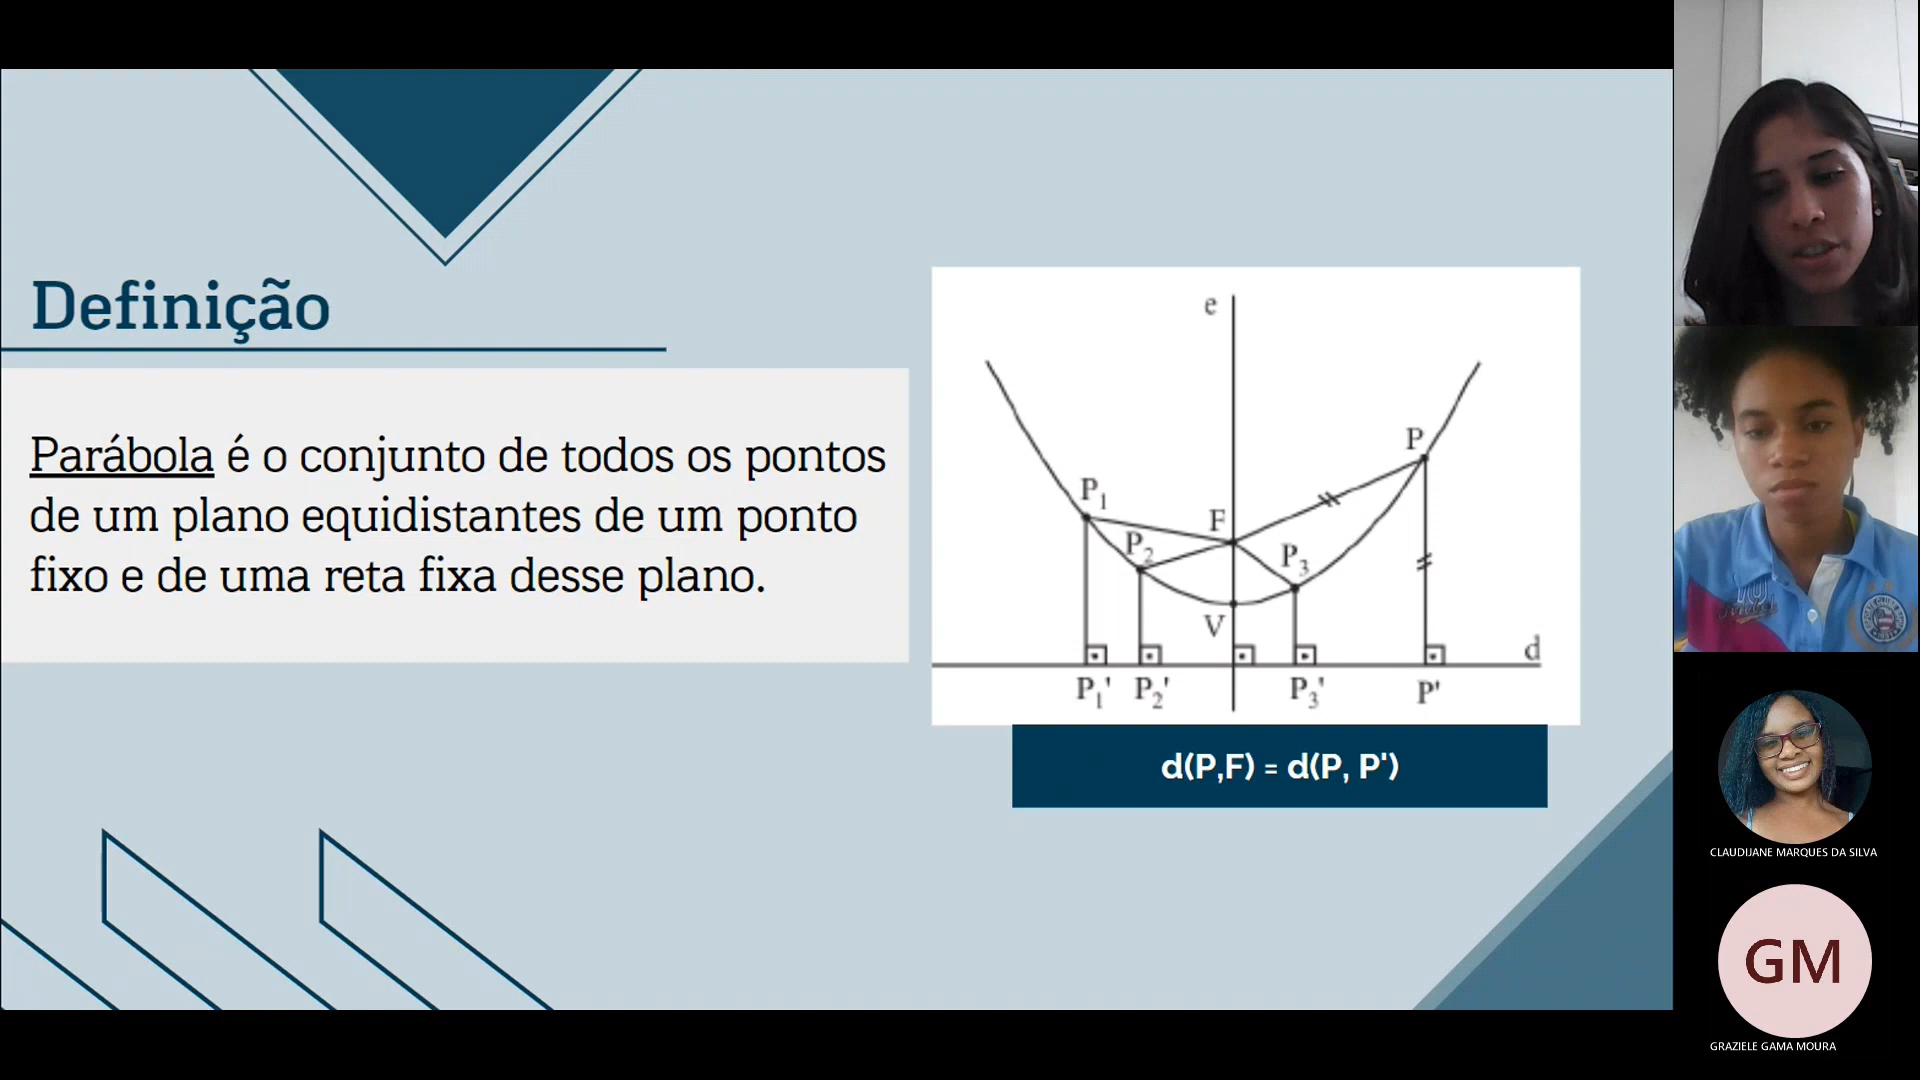 Definição
Parábola é o conjunto de todos os pontos
de um plano equidistantes de um ponto
fixo e de uma reta fixa desse plano.
e
P
P₁
F
P₂
P₃
V
d
P₁' P₂' P₃' P'
d(P,F) = d(P, P')
CLAUDIJANE MARQUES DA SILVA
GM
GRAZIELE GAMA MOURA